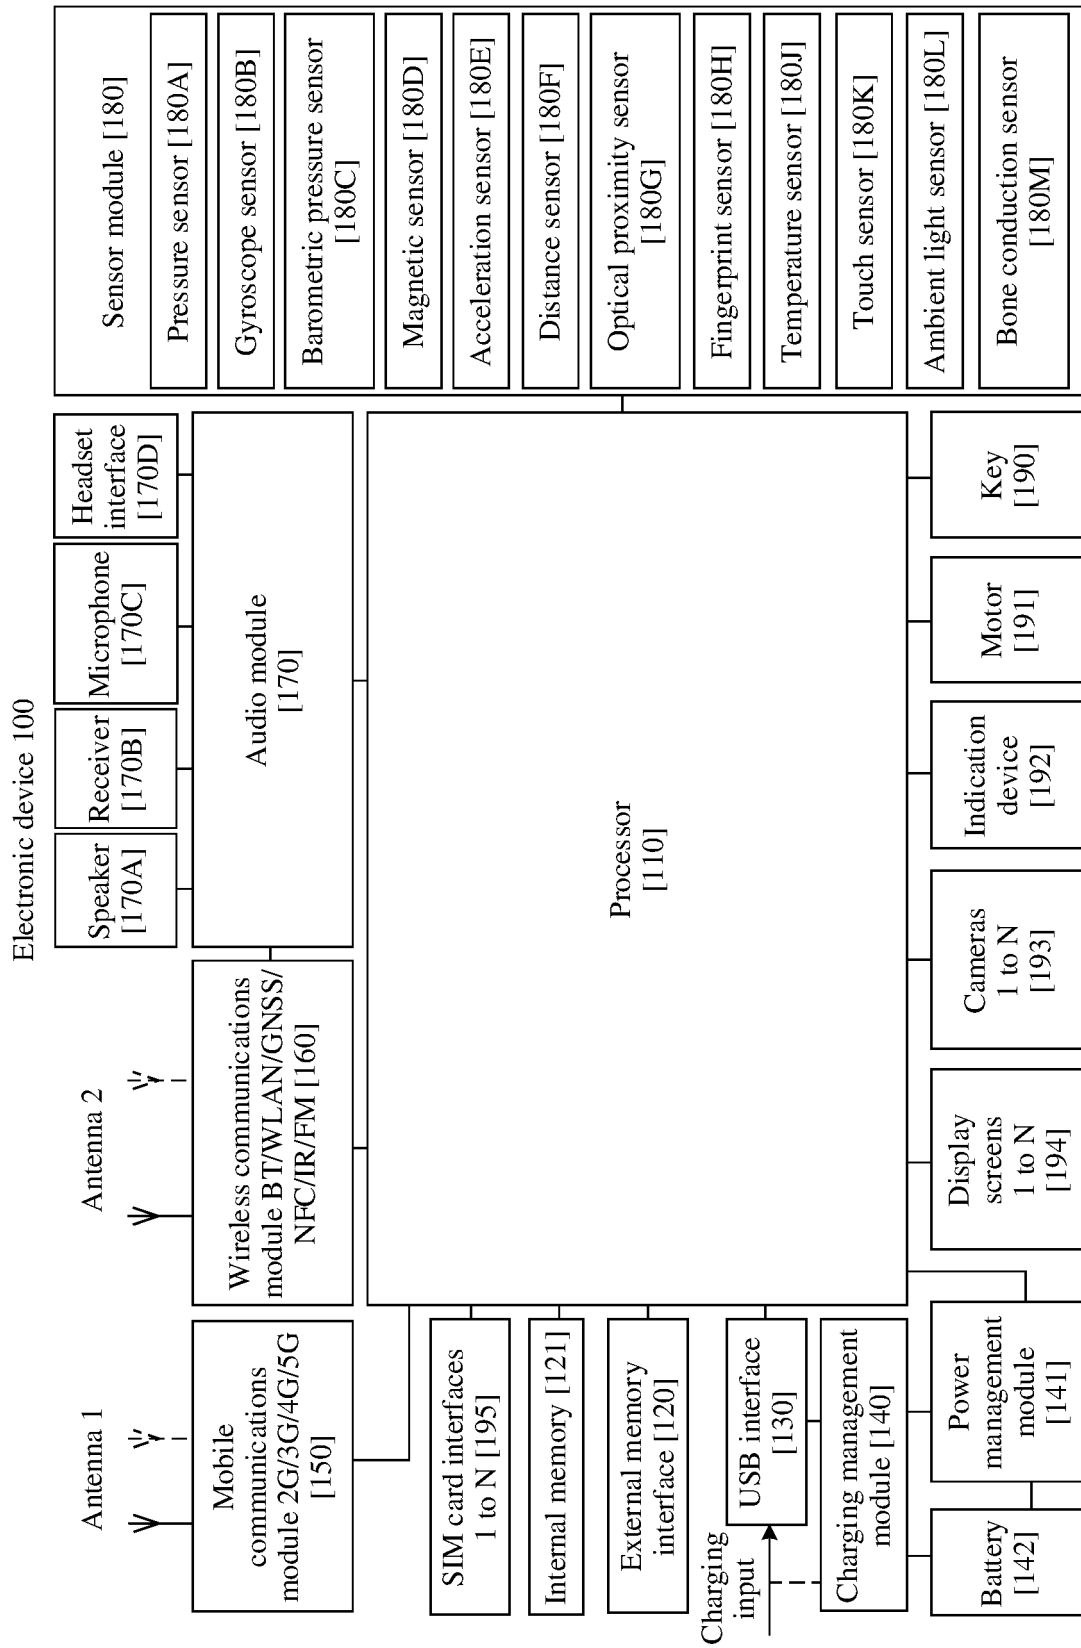 Electronic device 100
Antenna 1
Antenna 2
Mobile
communications
module 2G/3G/4G/5G
[150]
Wireless communications
module BT/WLAN/GNSS/
NFC/IR/FM [160]
Speaker
[170A]
Receiver
[170B]
Microphone
[170C]
Headset
interface
[170D]
Audio module
[170]
Sensor module [180]
Pressure sensor [180A]
Gyroscope sensor [180B]
Barometric pressure sensor
[180C]
Magnetic sensor [180D]
Acceleration sensor [180E]
Distance sensor [180F]
Optical proximity sensor
[180G]
Fingerprint sensor [180H]
Temperature sensor [180J]
Touch sensor [180K]
Ambient light sensor [180L]
Bone conduction sensor
[180M]
SIM card interfaces
1 to N [195]
Internal memory [121]
External memory
interface [120]
Charging
input
USB interface
[130]
Charging management
module [140]
Processor
[110]
Battery
[142]
Power
management
module
[141]
Display
screens
1 to N
[194]
Cameras
1 to N
[193]
Indication
device
[192]
Motor
[191]
Key
[190]